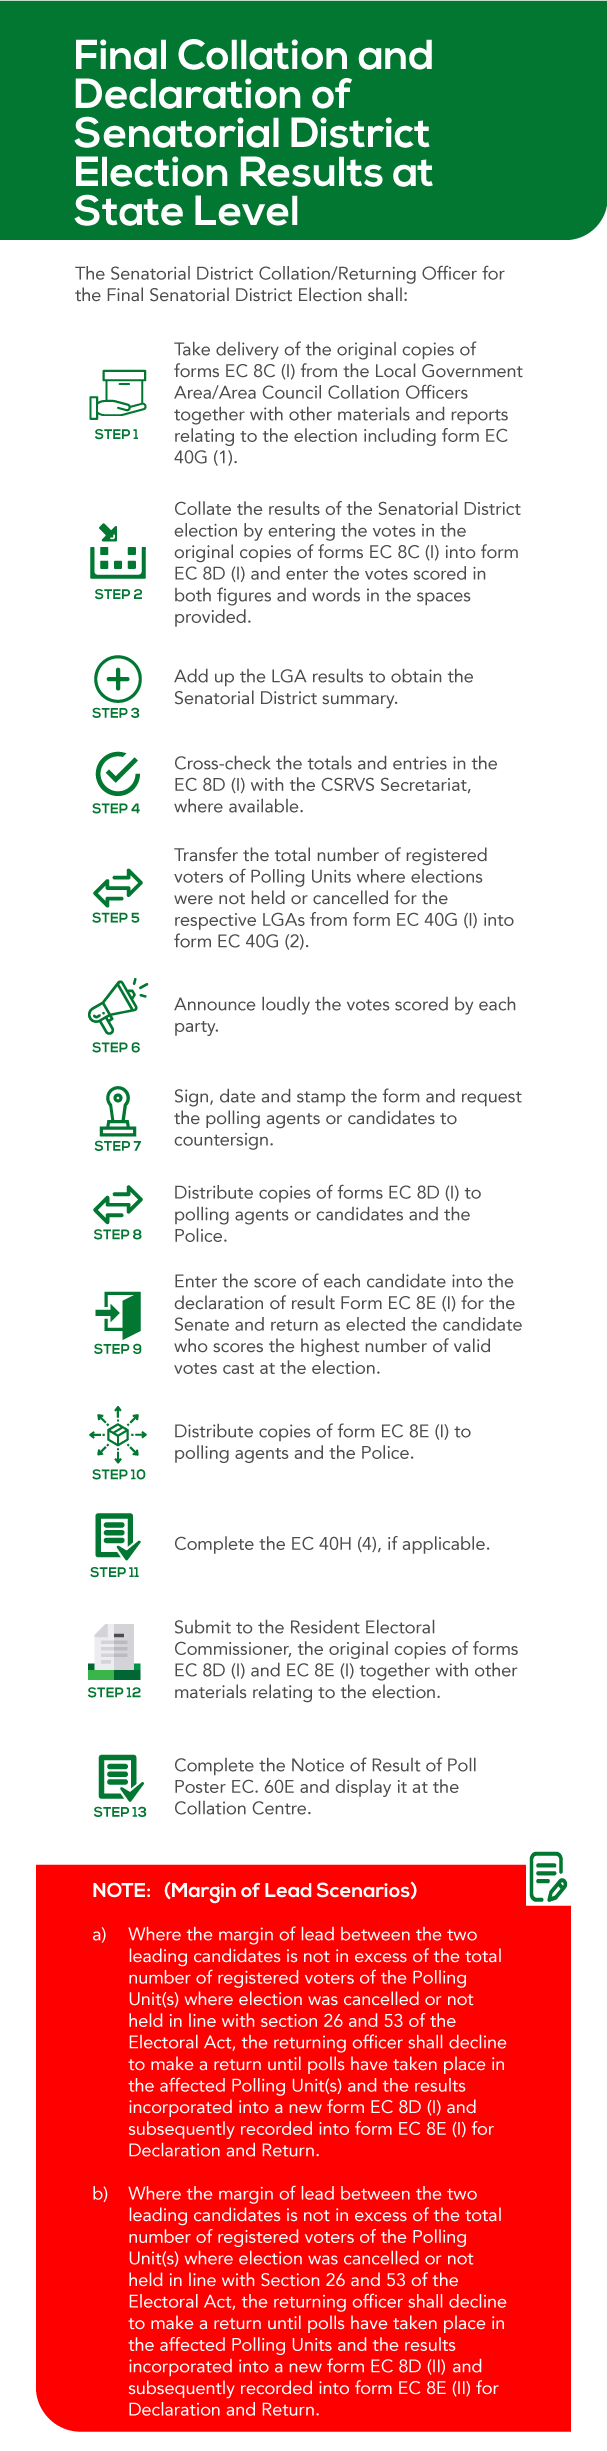 Final Collation and
Declaration of
Senatorial District
Election Results at
State Level
The Senatorial District Collation/Returning Officer for
the Final Senatorial District Election shall:
STEP 1
Take delivery of the original copies of
forms EC 8C (I) from the Local Government
Area/Area Council Collation Officers
together with other materials and reports
relating to the election including form EC
40G (1).
STEP 2
Collate the results of the Senatorial District
election by entering the votes in the
original copies of forms EC 8C (I) into form
EC 8D (I) and enter the votes scored in
both figures and words in the spaces
provided.
STEP 3
Add up the LGA results to obtain the
Senatorial District summary.
STEP 4
Cross-check the totals and entries in the
EC 8D (I) with the CSRVS Secretariat,
where available.
STEP 5
Transfer the total number of registered
voters of Polling Units where elections
were not held or cancelled for the
respective LGAs from form EC 40G (I) into
form EC 40G (2).
STEP 6
Announce loudly the votes scored by each
party.
STEP 7
Sign, date and stamp the form and request
the polling agents or candidates to
countersign.
STEP 8
Distribute copies of forms EC 8D (I) to
polling agents or candidates and the
Police.
STEP 9
Enter the score of each candidate into the
declaration of result Form EC 8E (I) for the
Senate and return as elected the candidate
who scores the highest number of valid
votes cast at the election.
STEP 10
Distribute copies of form EC 8E (I) to
polling agents and the Police.
STEP 11
Complete the EC 40H (4), if applicable.
STEP 12
Submit to the Resident Electoral
Commissioner, the original copies of forms
EC 8D (I) and EC 8E (I) together with other
materials relating to the election.
STEP 13
Complete the Notice of Result of Poll
Poster EC. 60E and display it at the
Collation Centre.
NOTE: (Margin of Lead Scenarios)
a) Where the margin of lead between the two
leading candidates is not in excess of the total
number of registered voters of the Polling
Unit(s) where election was cancelled or not
held in line with section 26 and 53 of the
Electoral Act, the returning officer shall decline
to make a return until polls have taken place in
the affected Polling Unit(s) and the results
incorporated into a new form EC 8D (I) and
subsequently recorded into form EC 8E (I) for
Declaration and Return.
b) Where the margin of lead between the two
leading candidates is not in excess of the total
number of registered voters of the Polling
Unit(s) where election was cancelled or not
held in line with Section 26 and 53 of the
Electoral Act, the returning officer shall decline
to make a return until polls have taken place in
the affected Polling Units and the results
incorporated into a new form EC 8D (II) and
subsequently recorded into form EC 8E (II) for
Declaration and Return.